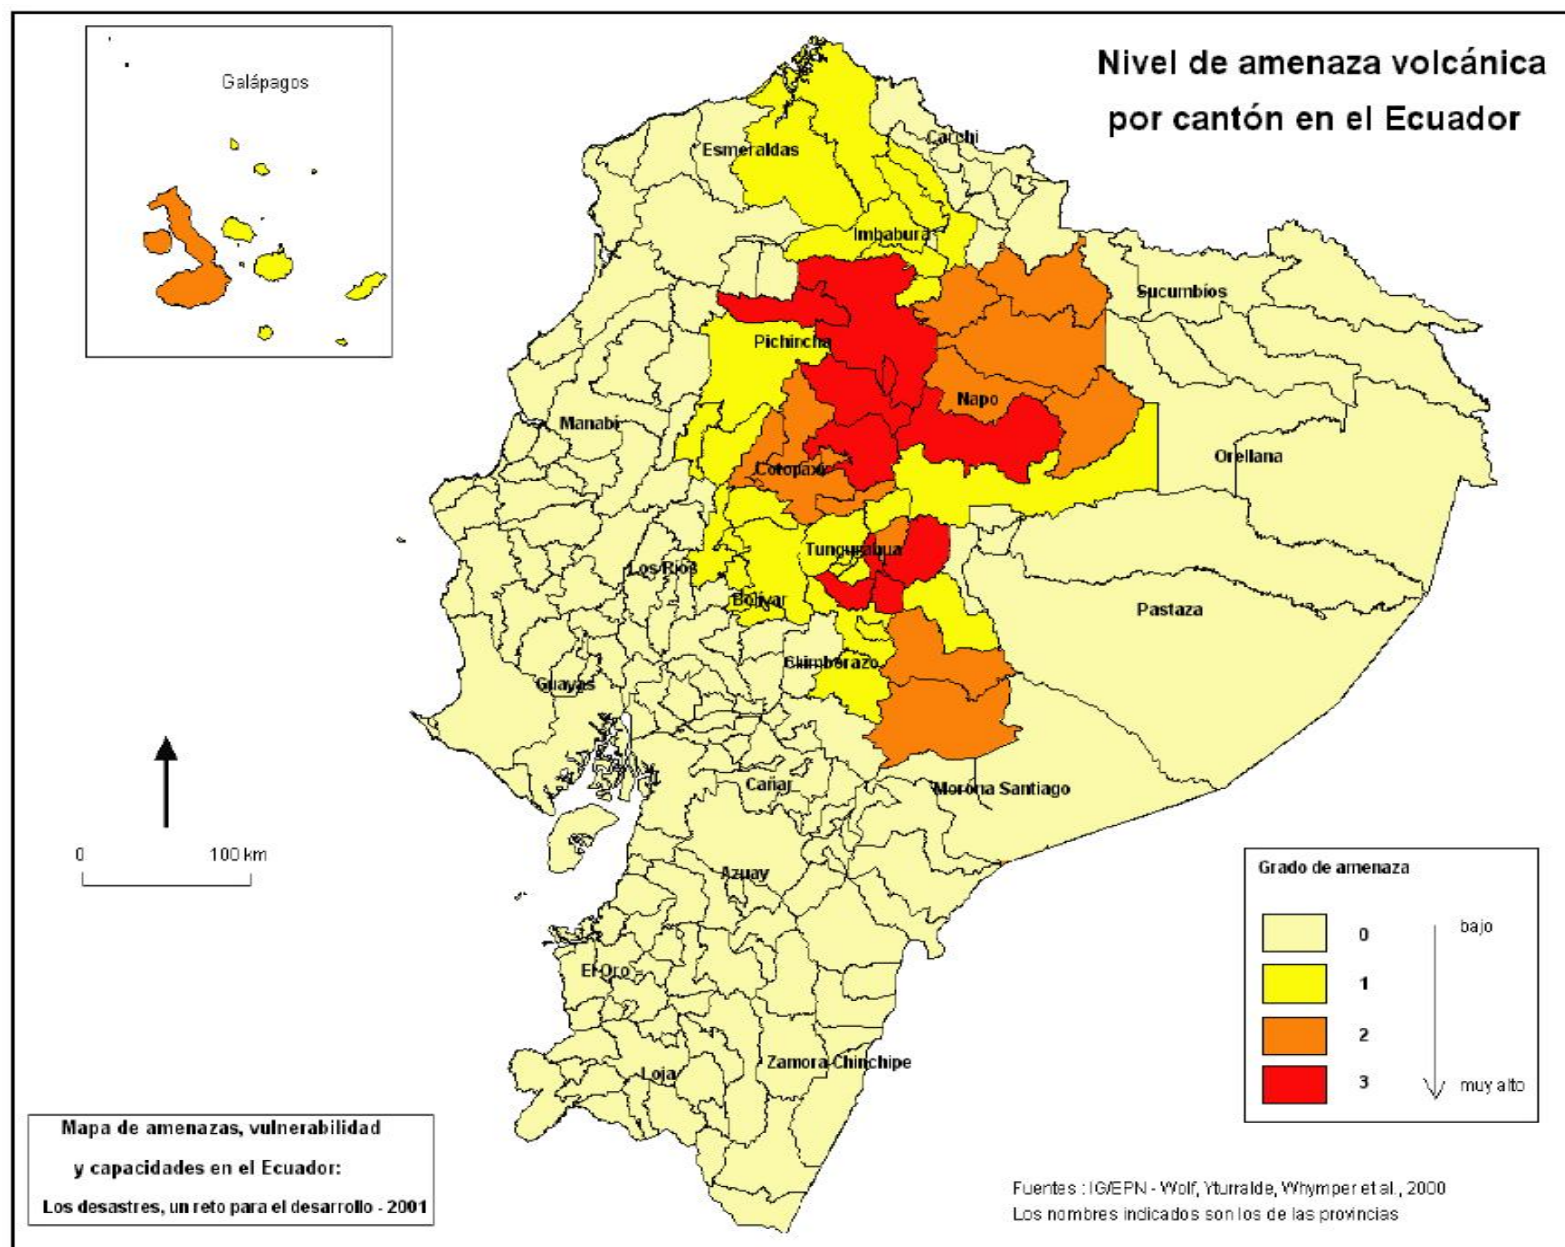 Nivel de amenaza volcánica
por cantón en el Ecuador
Galápagos
Carchi
Esmeraldas
Imbabura
Sucumbíos
Pichincha
Napo
Manabí
Orellana
Cotopaxi
Tungurahua
Los Ríos
Bolívar
Pastaza
Chimborazo
Guayas
Cañar
Morona Santiago
Azuay
El Oro
Zamora Chinchipe
Loja
0 100 km
Grado de amenaza
0 bajo
1
2
3 muy alto
Mapa de amenazas, vulnerabilidad
y capacidades en el Ecuador:
Los desastres, un reto para el desarrollo - 2001
Fuentes : IG/EPN - Wolf, Yturralde, Whymper et al., 2000
Los nombres indicados son los de las provincias